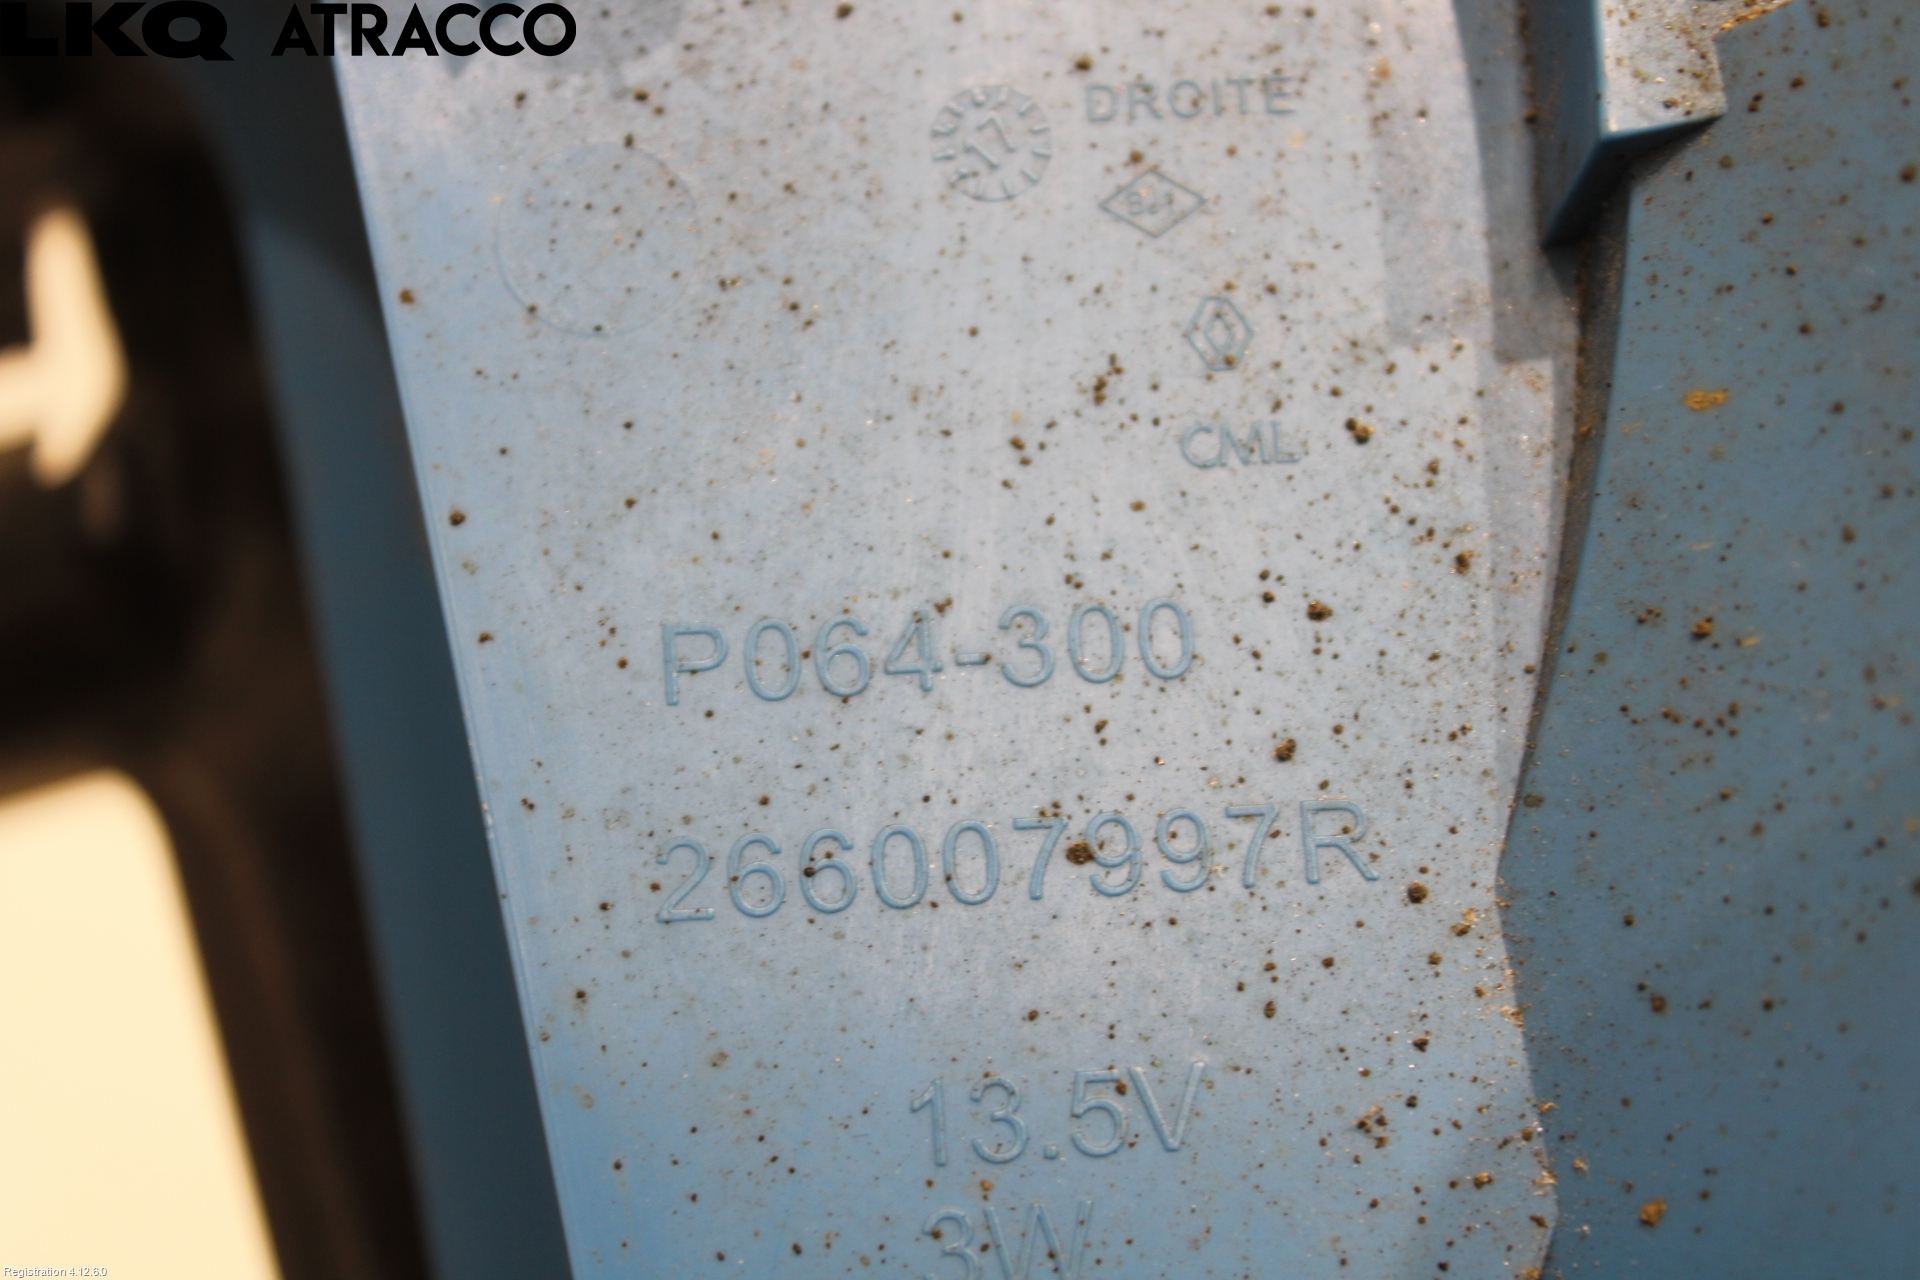 LKQ ATRACCO
DROITE
17
P064-300
CML
266007997R
13.5V
3W
Registration 4.12.6.0